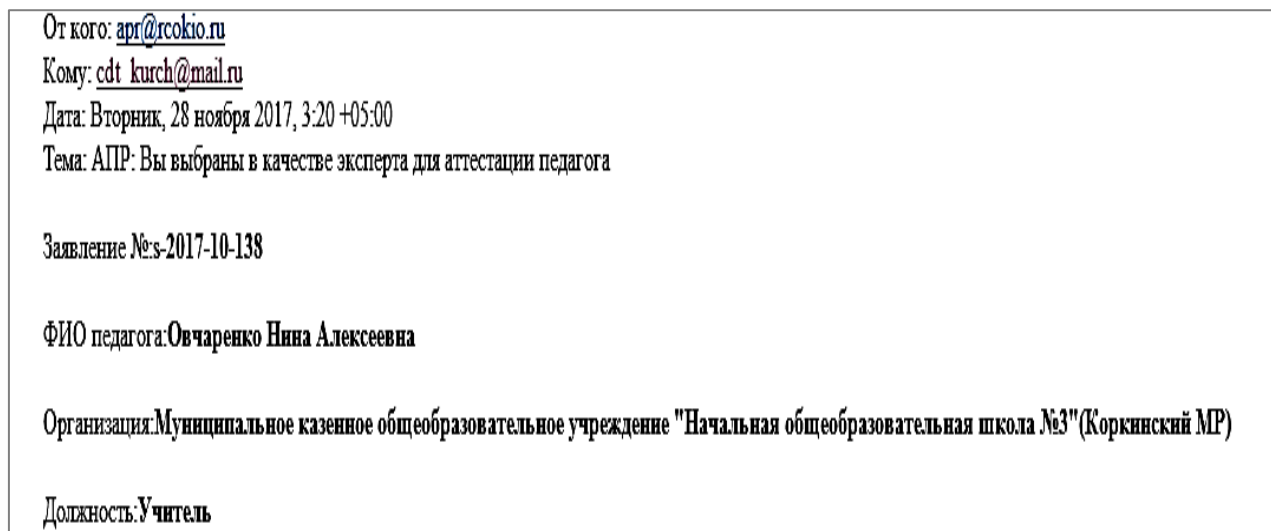 От кого: apr@rcokio.ru
Кому: cdt_kurch@mail.ru
Дата: Вторник, 28 ноября 2017, 3:20 +05:00
Тема: АПР: Вы выбраны в качестве эксперта для аттестации педагога
Заявление №:s-2017-10-138
ФИО педагога:Овчаренко Нина Алексеевна
Организация:Муниципальное казенное общеобразовательное учреждение "Начальная общеобразовательная школа №3"(Коркинский МР)
Должность:Учитель